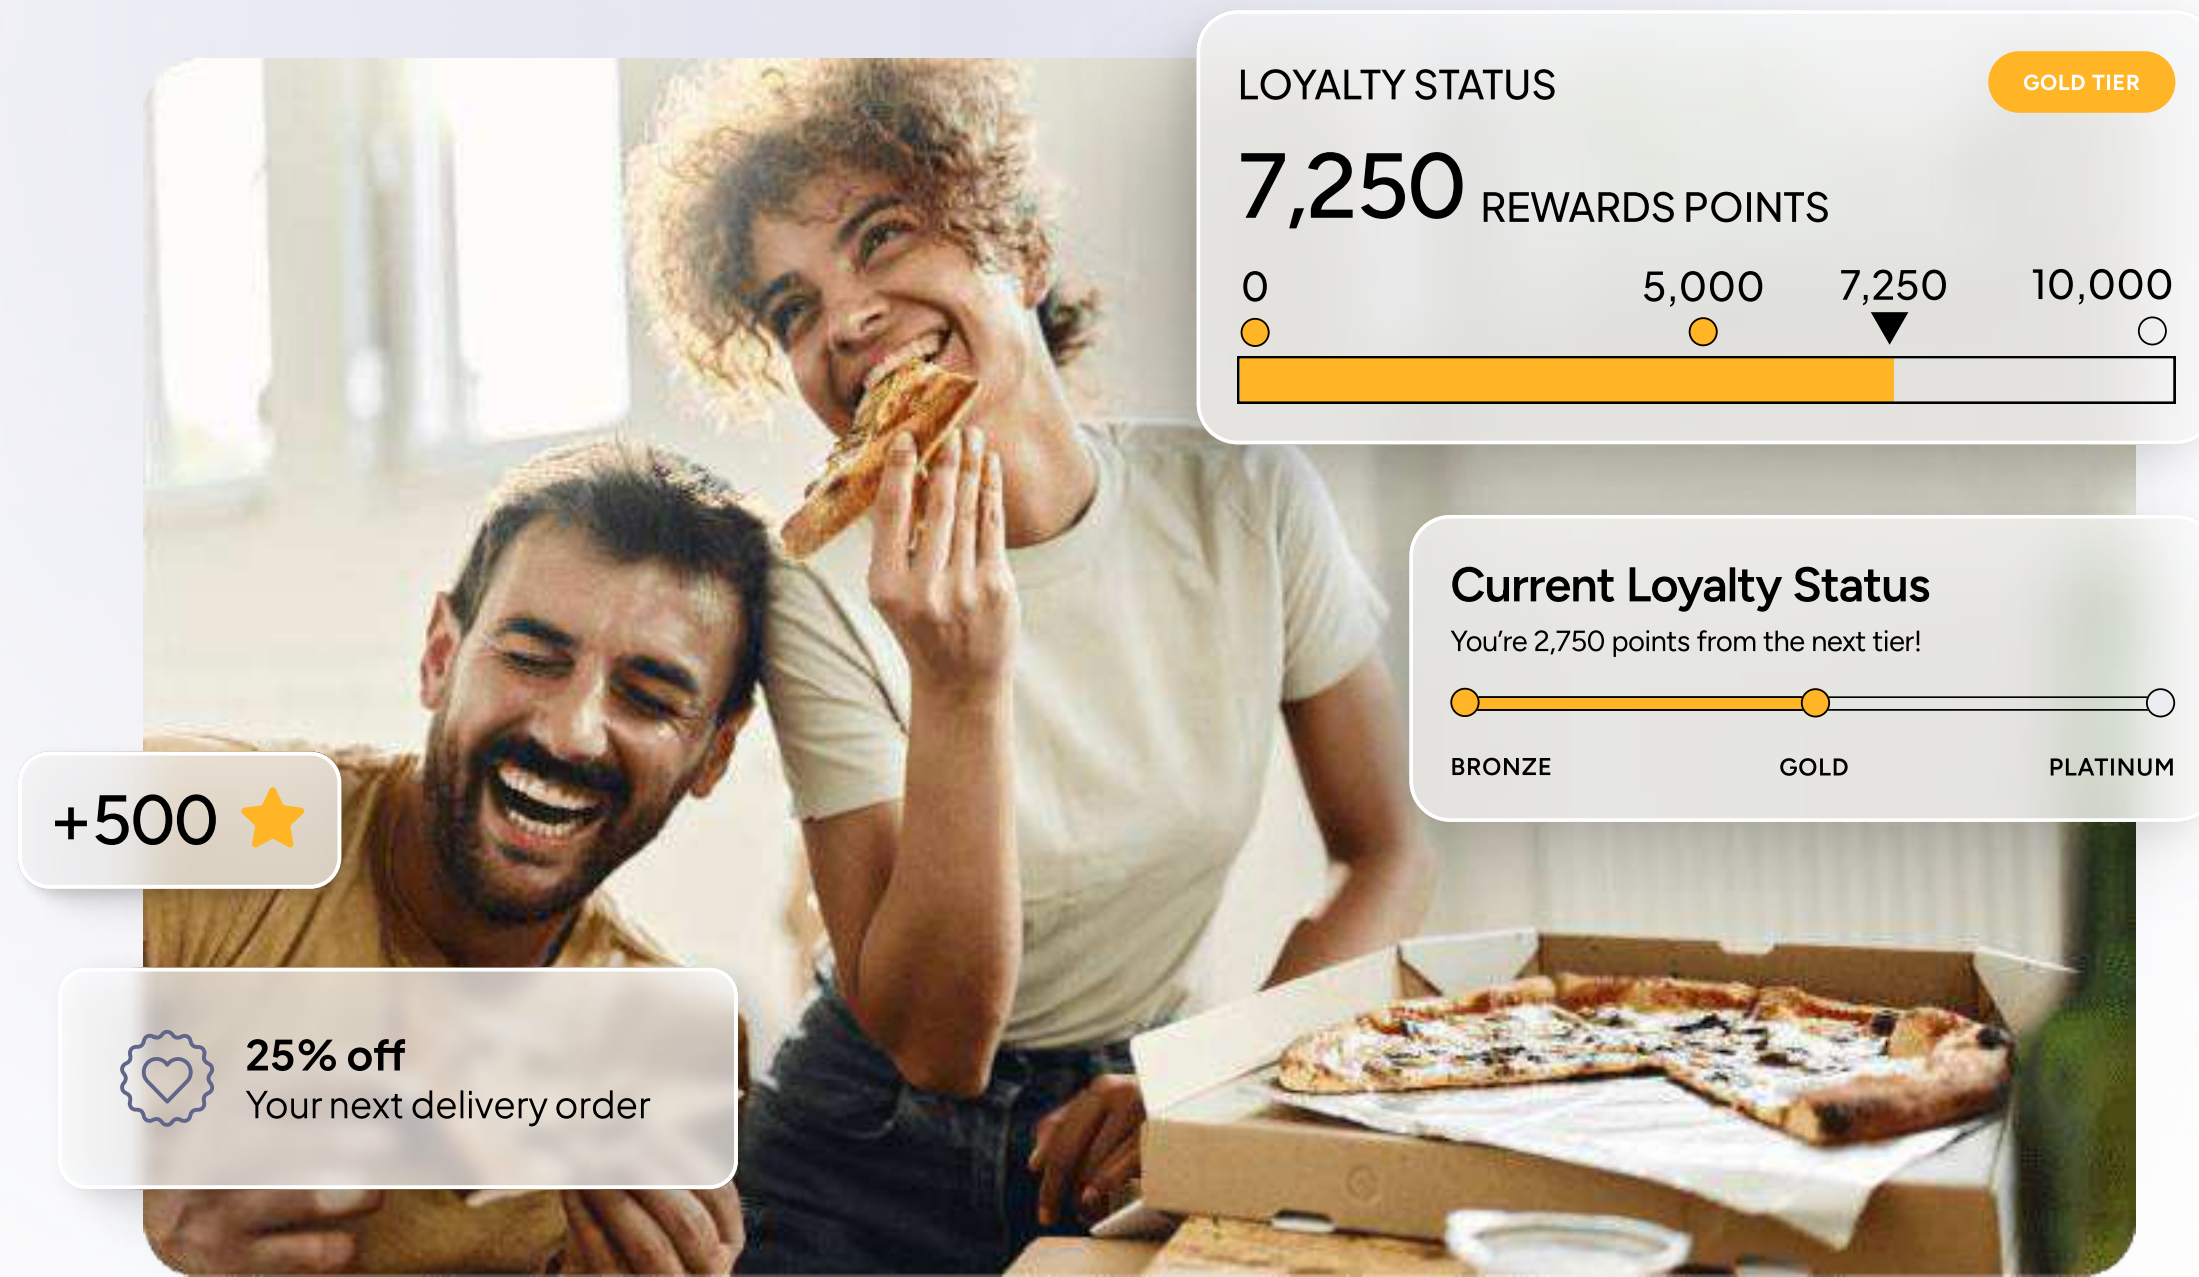 LOYALTY STATUS
GOLD TIER
7,250 REWARDS POINTS
0 5,000 7,250 10,000
Current Loyalty Status
You’re 2,750 points from the next tier!
BRONZE GOLD PLATINUM
+500
25% off
Your next delivery order